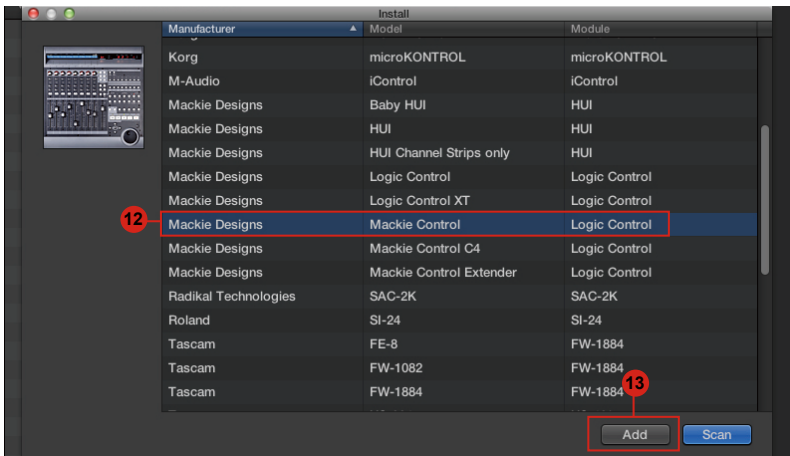 Install
Manufacturer Model Module
Korg microKONTROL microKONTROL
M-Audio iControl iControl
Mackie Designs Baby HUI HUI
Mackie Designs HUI HUI
Mackie Designs HUI Channel Strips only HUI
Mackie Designs Logic Control Logic Control
Mackie Designs Logic Control XT Logic Control
12 Mackie Designs Mackie Control Logic Control
Mackie Designs Mackie Control C4 Logic Control
Mackie Designs Mackie Control Extender Logic Control
Radikal Technologies SAC-2K SAC-2K
Roland SI-24 SI-24
Tascam FE-8 FW-1884
Tascam FW-1082 FW-1884
Tascam FW-1884 FW-1884
13
Add Scan